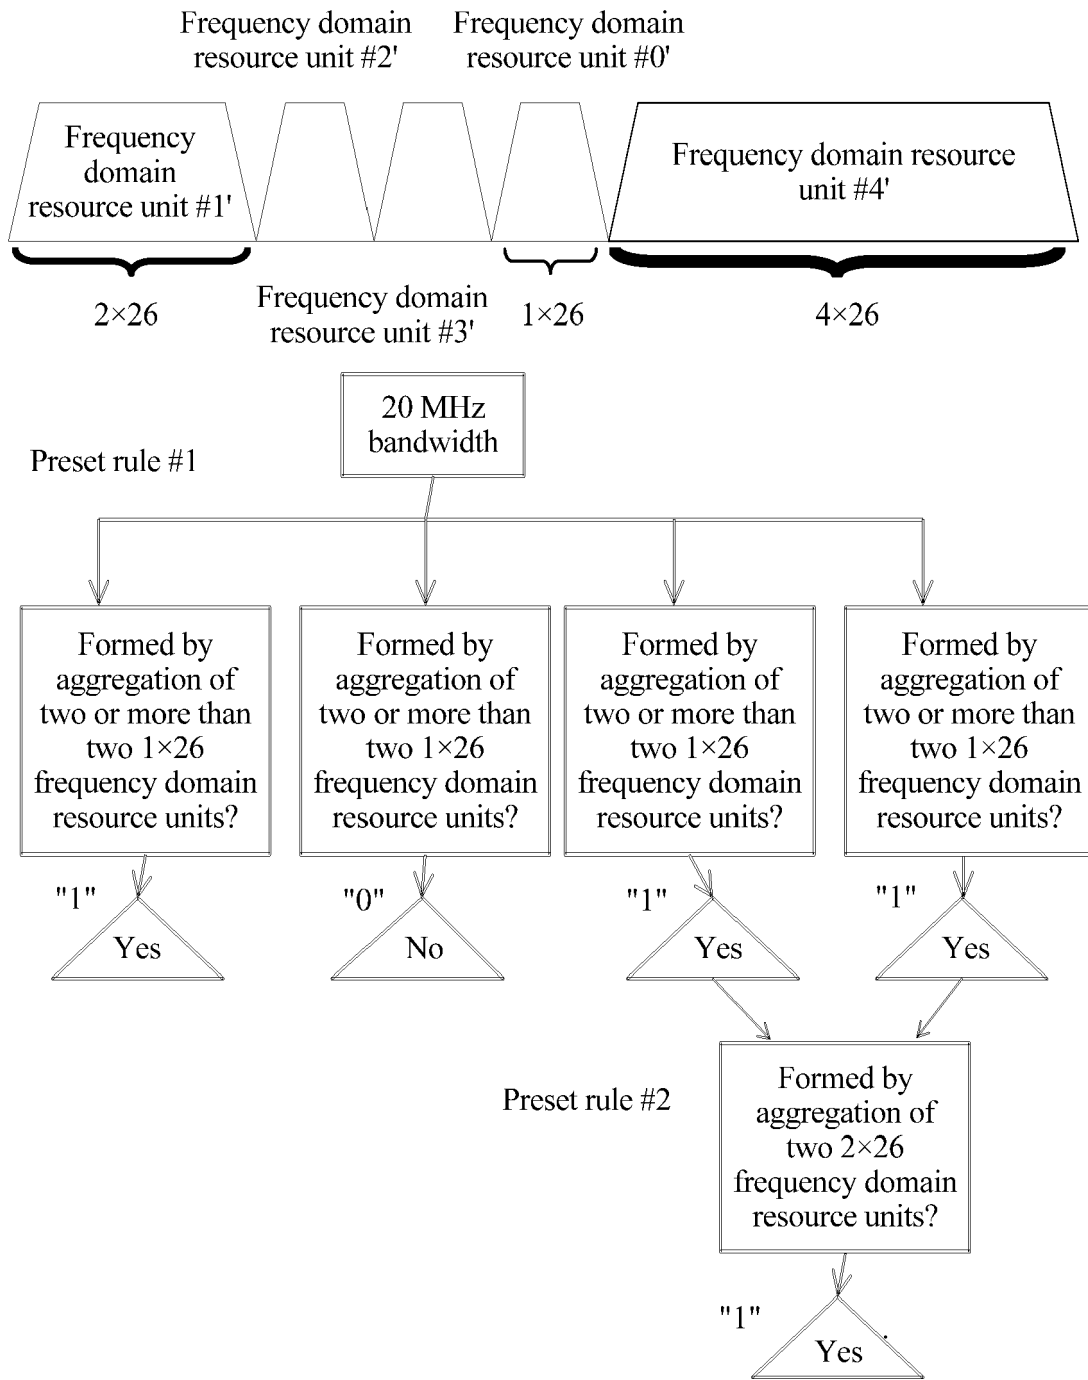 Frequency domain
resource unit #2'
Frequency domain
resource unit #0'
Frequency
domain
resource unit #1'
Frequency domain resource
unit #4'
2×26
Frequency domain
resource unit #3'
1×26
4×26
20 MHz
bandwidth
Preset rule #1
Formed by
aggregation of
two or more than
two 1×26
frequency domain
resource units?
Formed by
aggregation of
two or more than
two 1×26
frequency domain
resource units?
Formed by
aggregation of
two or more than
two 1×26
frequency domain
resource units?
Formed by
aggregation of
two or more than
two 1×26
frequency domain
resource units?
"1"
Yes
"0"
No
"1"
Yes
"1"
Yes
Preset rule #2
Formed by
aggregation of
two 2×26
frequency domain
resource units?
"1"
Yes